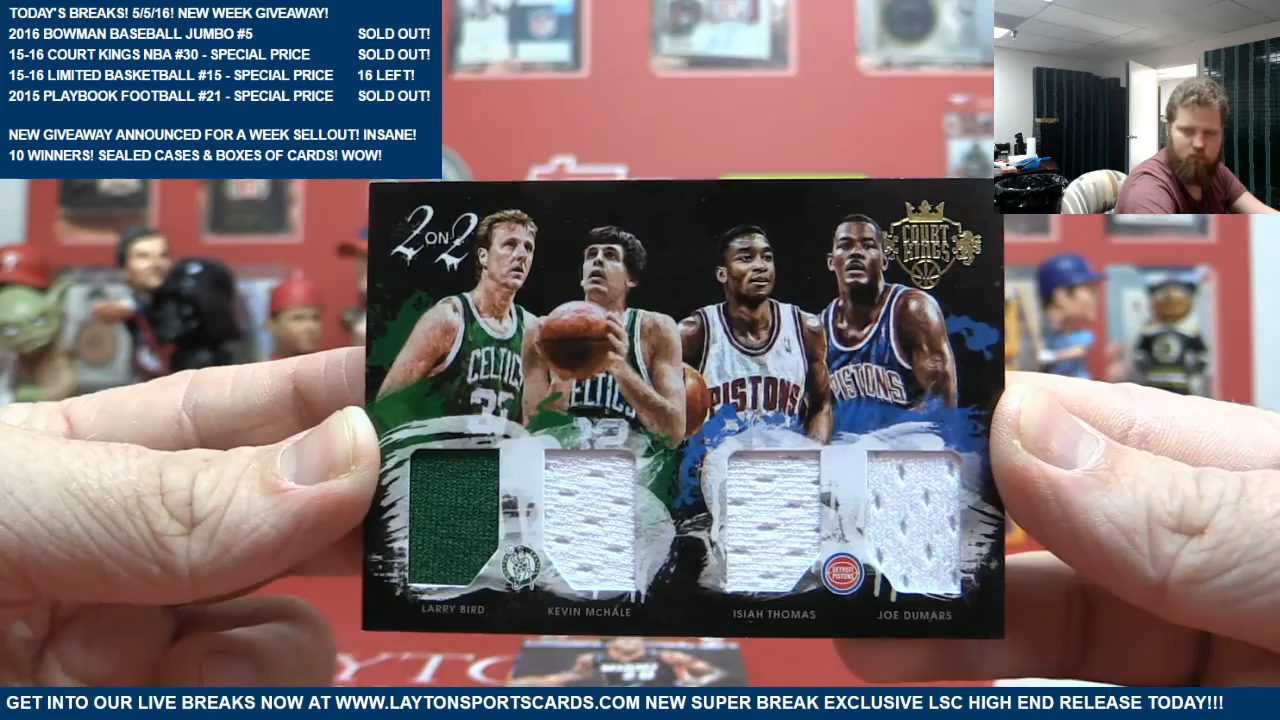 TODAY'S BREAKS! 5/5/16! NEW WEEK GIVEAWAY!
2016 BOWMAN BASEBALL JUMBO #5 SOLD OUT!
15-16 COURT KINGS NBA #30 - SPECIAL PRICE SOLD OUT!
15-16 LIMITED BASKETBALL #15 - SPECIAL PRICE 16 LEFT!
2015 PLAYBOOK FOOTBALL #21 - SPECIAL PRICE SOLD OUT!
NEW GIVEAWAY ANNOUNCED FOR A WEEK SELLOUT! INSANE!
10 WINNERS! SEALED CASES & BOXES OF CARDS! WOW!
2 ON 2
COURT
KINGS
CELTICS
CELTICS
PISTONS
PISTONS
33
32
DETROIT
PISTONS
LARRY BIRD KEVIN MCHALE ISIAH THOMAS JOE DUMARS
GET INTO OUR LIVE BREAKS NOW AT WWW.LAYTONSPORTSCARDS.COM NEW SUPER BREAK EXCLUSIVE LSC HIGH END RELEASE TODAY!!!